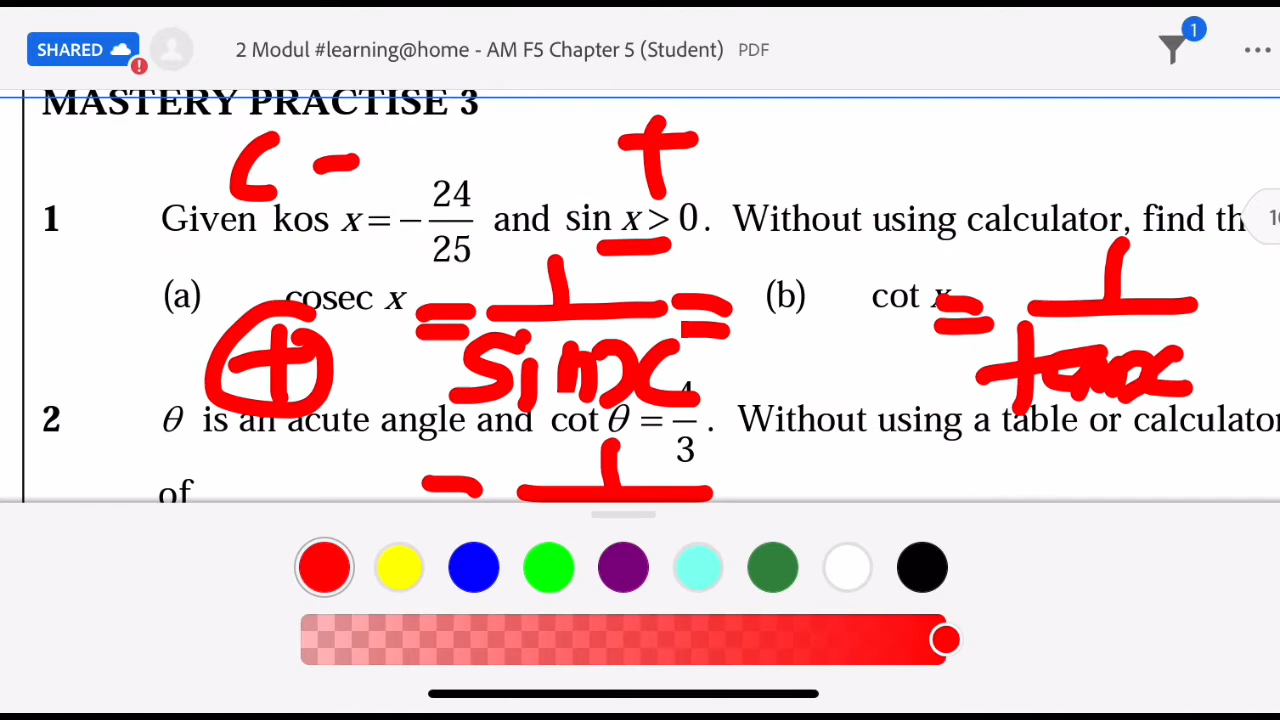 SHARED
2 Modul #learning@home - AM F5 Chapter 5 (Student) PDF
1
MASTERY PRACTISE 3
C - +
1 Given kos x = - 24/25 and sin x > 0. Without using calculator, find th
(a) cosec x = 1/sin x = (b) cot x = 1/tan x
+
2 θ is an acute angle and cot θ = 4/3. Without using a table or calculator
of
= 1